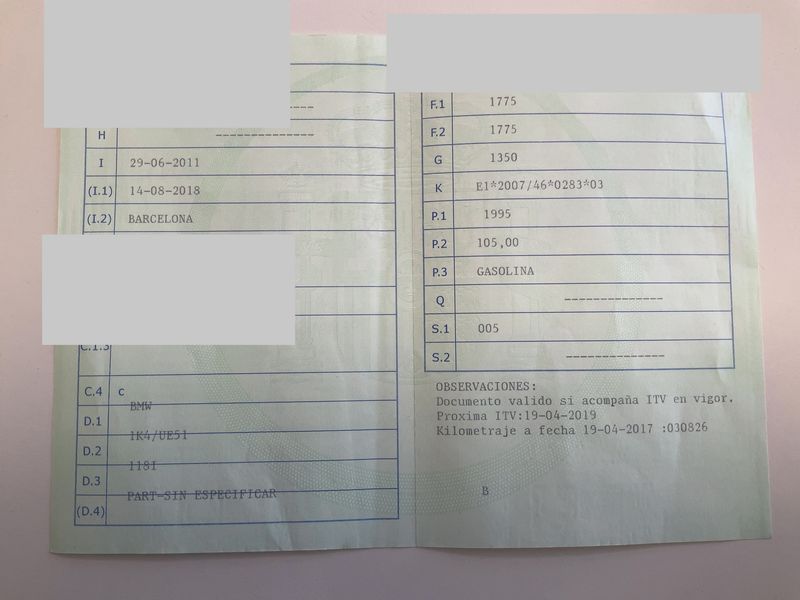 H --------------
I 29-06-2011
(I.1) 14-08-2018
(I.2) BARCELONA
C.1.3
C.4 c
D.1 BMW
D.2 1K4/UE51
D.3 118I
(D.4) PART-SIN ESPECIFICAR
F.1 1775
F.2 1775
G 1350
K E1*2007/46*0283*03
P.1 1995
P.2 105,00
P.3 GASOLINA
Q --------------
S.1 005
S.2 --------------
OBSERVACIONES:
Documento valido si acompaña ITV en vigor.
Proxima ITV:19-04-2019
Kilometraje a fecha 19-04-2017 :030826
B